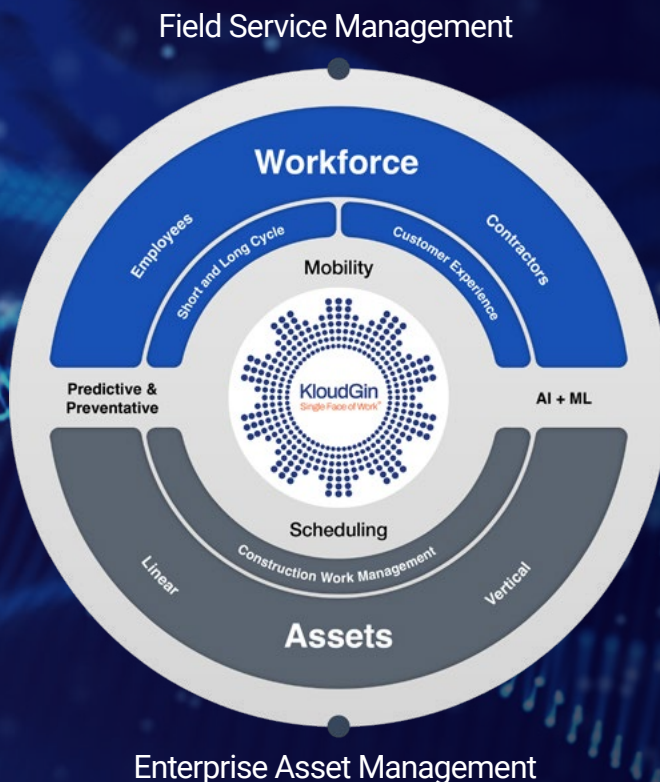 Field Service Management
Workforce
Employees
Short and Long Cycle
Customer Experience
Contractors
Mobility
Predictive &
Preventative
KloudGin
Single Face of Work
AI + ML
Scheduling
Construction Work Management
Linear
Vertical
Assets
Enterprise Asset Management